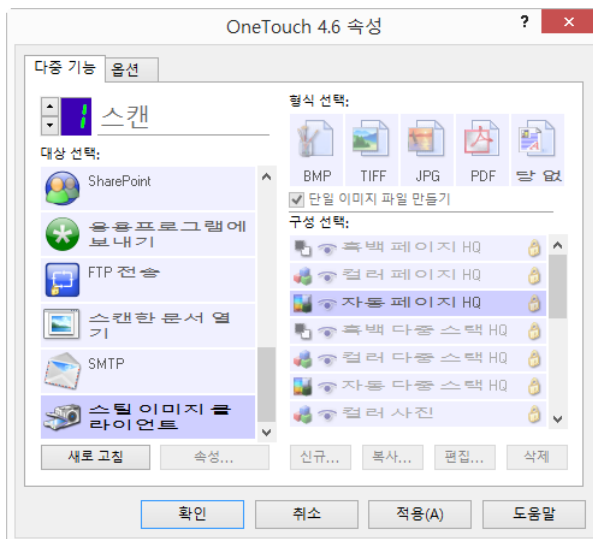 OneTouch 4.6 속성
?
다중 기능
옵션
1 스캔
대상 선택:
SharePoint
응용프로그램에
보내기
FTP 전송
스캔한 문서 열
기
SMTP
스틸 이미지 클
라이언트
새로 고침
속성...
형식 선택:
BMP
TIFF
JPG
PDF
당 없
단일 이미지 파일 만들기
구성 선택:
흑백 페이지 HQ
컬러 페이지 HQ
자동 페이지 HQ
흑백 다중 스택 HQ
컬러 다중 스택 HQ
자동 다중 스택 HQ
컬러 사진
신규...
복사...
편집...
삭제
확인
취소
적용(A)
도움말